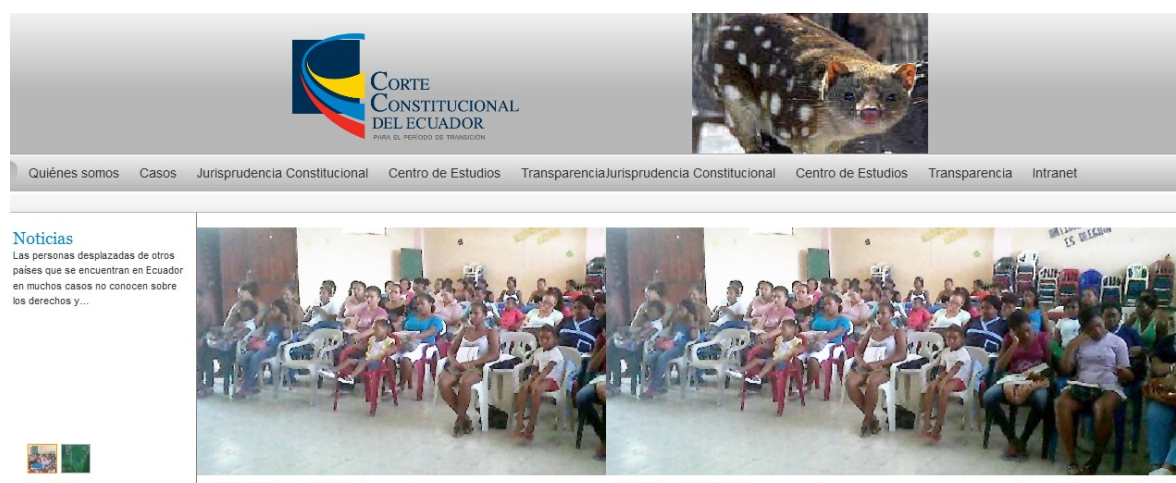 CORTE
CONSTITUCIONAL
DEL ECUADOR
PARA EL PERÍODO DE TRANSICIÓN
Quiénes somos Casos Jurisprudencia Constitucional Centro de Estudios TransparenciaJurisprudencia Constitucional Centro de Estudios Transparencia Intranet
Noticias
Las personas desplazadas de otros
países que se encuentran en Ecuador
en muchos casos no conocen sobre
los derechos y...